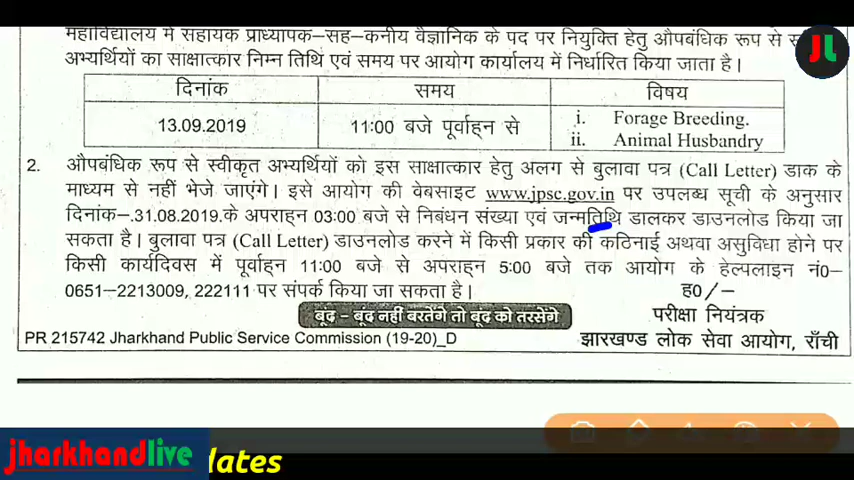 महाविद्यालय में सहायक प्राध्यापक–सह–कनीय वैज्ञानिक के पद पर नियुक्ति हेतु औपबंधिक रूप से
अभ्यर्थियों का साक्षात्कार निम्न तिथि एवं समय पर आयोग कार्यालय में निर्धारित किया जाता है।
दिनांक समय विषय
13.09.2019 11:00 बजे पूर्वाह्न से i. Forage Breeding.
ii. Animal Husbandry
2. औपबंधिक रूप से स्वीकृत अभ्यर्थियों को इस साक्षात्कार हेतु अलग से बुलावा पत्र (Call Letter) डाक के
माध्यम से नहीं भेजे जाएंगे। इसे आयोग की वेबसाइट www.jpsc.gov.in पर उपलब्ध सूची के अनुसार
दिनांक–.31.08.2019.के अपराह्न 03:00 बजे से निबंधन संख्या एवं जन्मतिथि डालकर डाउनलोड किया जा
सकता है। बुलावा पत्र (Call Letter) डाउनलोड करने में किसी प्रकार की कठिनाई अथवा असुविधा होने पर
किसी कार्यदिवस में पूर्वाह्न 11:00 बजे से अपराह्न 5:00 बजे तक आयोग के हेल्पलाइन नं0–
0651–2213009, 222111 पर संपर्क किया जा सकता है।
ह0/–
बूंद – बूंद नहीं बरतेंगे तो बूंद को तरसेंगे
परीक्षा नियंत्रक
PR 215742 Jharkhand Public Service Commission (19-20)_D
झारखण्ड लोक सेवा आयोग, राँची
JL
jharkhandlive
dates